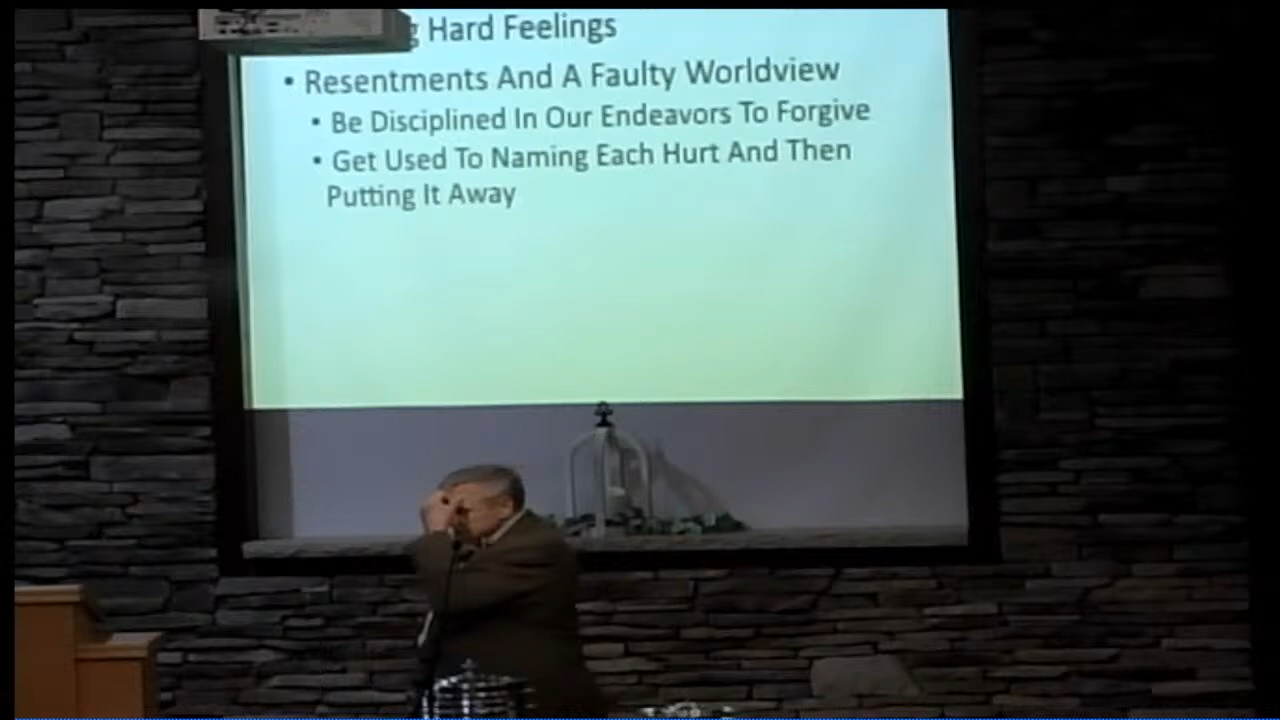 Hard Feelings
• Resentments And A Faulty Worldview
• Be Disciplined In Our Endeavors To Forgive
• Get Used To Naming Each Hurt And Then
Putting It Away